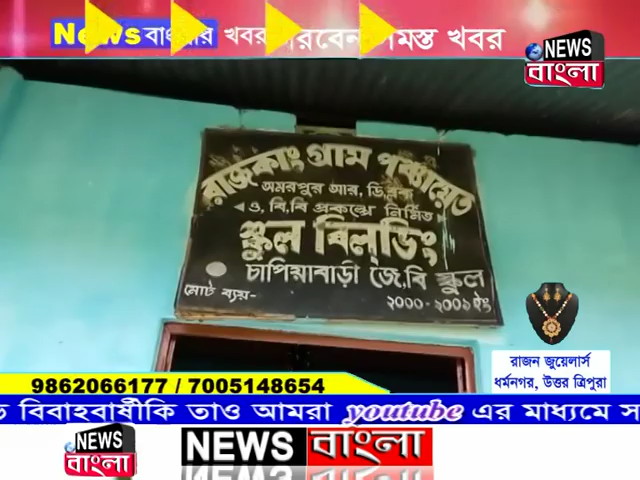 News বাংলার খবর
সমস্ত খবর
NEWS
বাংলা
রাজকাং গ্রাম পঞ্চায়েত
অমরপুর আর, ডি, ব্লক
ও, বি, বি প্রকল্পে নির্মিত
স্কুল বিল্ডিং
চাপিয়াবাড়ী জে, বি স্কুল
মোট ব্যয়-
২০০০-২০০১ ইং
রাজন জুয়েলার্স
ধর্মনগর, উত্তর ত্রিপুরা
9862066177 / 7005148654
বিবাহবার্ষীকি তাও আমরা youtube এর মাধ্যমে
NEWS
বাংলা
NEWS বাংলা